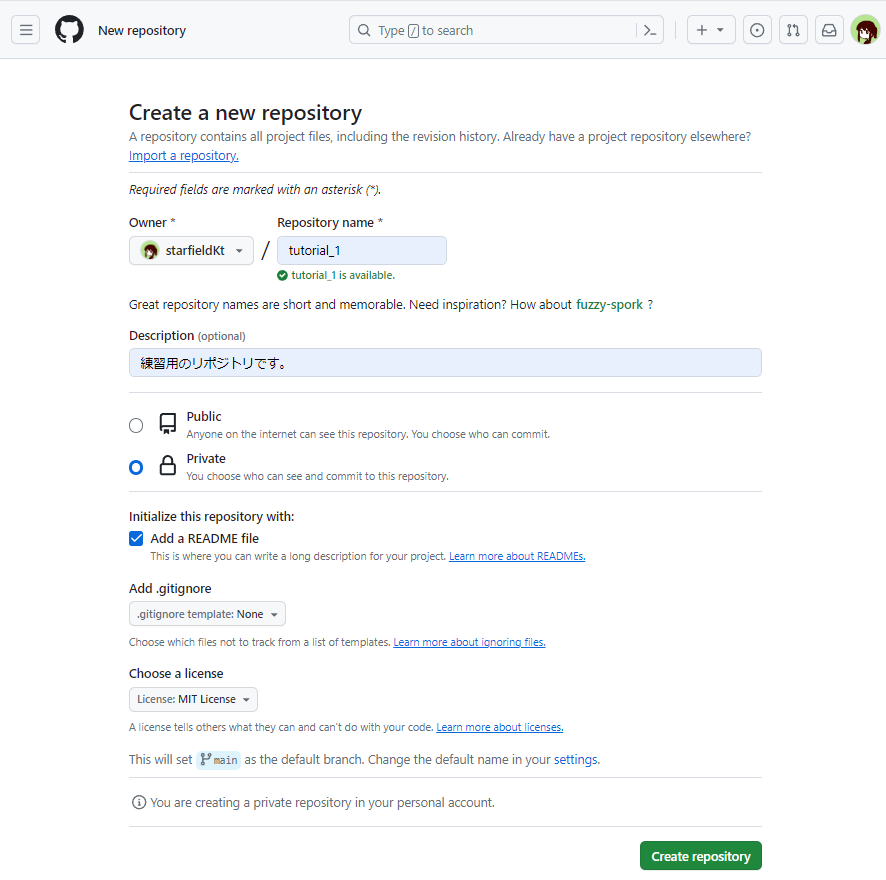 New repository
Type / to search
Create a new repository
A repository contains all project files, including the revision history. Already have a project repository elsewhere?
Import a repository.
Required fields are marked with an asterisk (*).
Owner * Repository name *
starfieldKt / tutorial_1
tutorial_1 is available.
Great repository names are short and memorable. Need inspiration? How about fuzzy-spork ?
Description (optional)
練習用のリポジトリです。
Public
Anyone on the internet can see this repository. You choose who can commit.
Private
You choose who can see and commit to this repository.
Initialize this repository with:
Add a README file
This is where you can write a long description for your project. Learn more about READMEs.
Add .gitignore
.gitignore template: None
Choose which files not to track from a list of templates. Learn more about ignoring files.
Choose a license
License: MIT License
A license tells others what they can and can't do with your code. Learn more about licenses.
This will set main as the default branch. Change the default name in your settings.
You are creating a private repository in your personal account.
Create repository